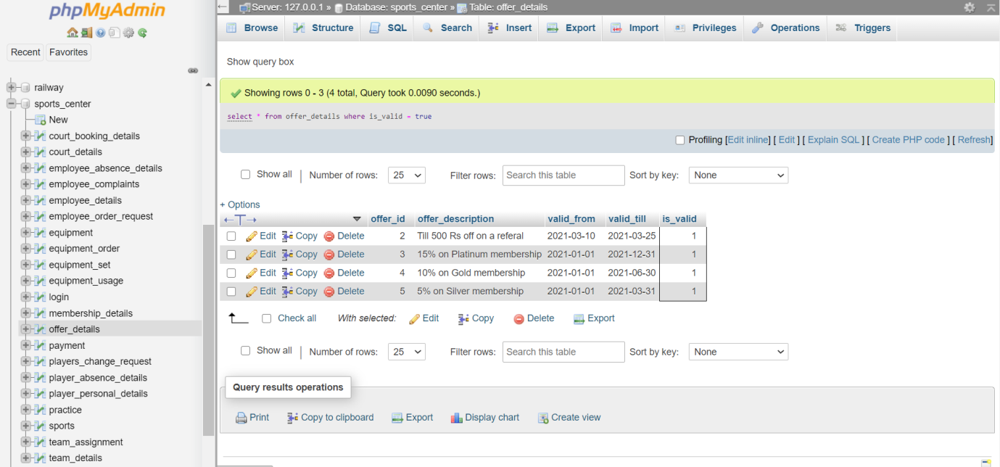 phpMyAdmin
Recent Favorites
railway
sports_center
New
court_booking_details
court_details
employee_absence_details
employee_complaints
employee_details
employee_order_request
equipment
equipment_order
equipment_set
equipment_usage
login
membership_details
offer_details
payment
players_change_request
player_absence_details
player_personal_details
practice
sports
team_assignment
team_details
Server: 127.0.0.1 » Database: sports_center » Table: offer_details
Browse Structure SQL Search Insert Export Import Privileges Operations Triggers
Show query box
Showing rows 0 - 3 (4 total, Query took 0.0090 seconds.)
select * from offer_details where is_valid = true
Profiling [Edit inline] [ Edit ] [ Explain SQL ] [ Create PHP code ] [ Refresh]
Show all | Number of rows: 25 Filter rows: Search this table Sort by key: None
+ Options
←T→ offer_id offer_description valid_from valid_till is_valid
Edit Copy Delete 2 Till 500 Rs off on a referal 2021-03-10 2021-03-25 1
Edit Copy Delete 3 15% on Platinum membership 2021-01-01 2021-12-31 1
Edit Copy Delete 4 10% on Gold membership 2021-01-01 2021-06-30 1
Edit Copy Delete 5 5% on Silver membership 2021-01-01 2021-03-31 1
Check all With selected: Edit Copy Delete Export
Show all | Number of rows: 25 Filter rows: Search this table Sort by key: None
Query results operations
Print Copy to clipboard Export Display chart Create view